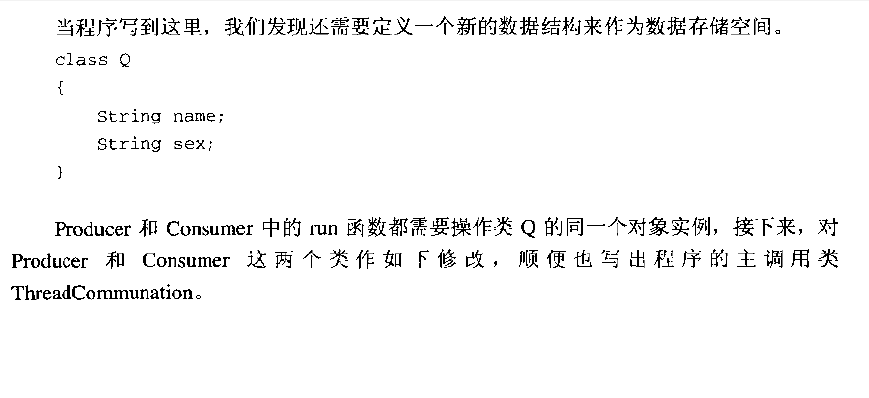 当程序写到这里，我们发现还需要定义一个新的数据结构来作为数据存储空间。
class Q
{
String name;
String sex;
}
Producer 和 Consumer 中的 run 函数都需要操作类 Q 的同一个对象实例，接下来，对
Producer 和 Consumer 这两个类作如下修改，顺便也写出程序的主调用类
ThreadCommunation。